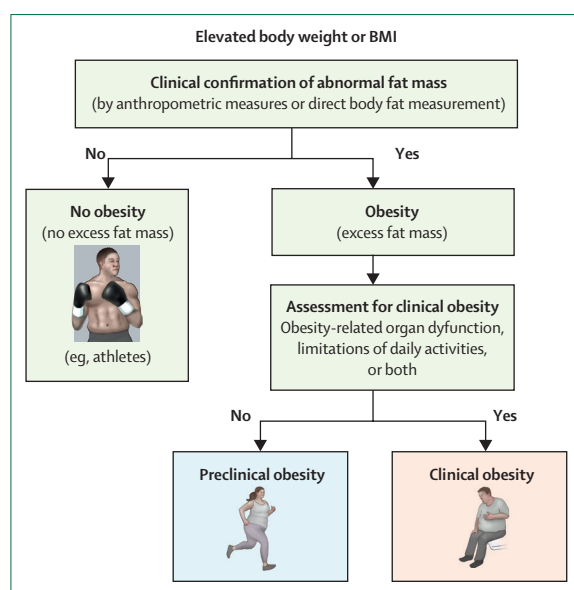 Elevated body weight or BMI
Clinical confirmation of abnormal fat mass
(by anthropometric measures or direct body fat measurement)
No
Yes
No obesity
(no excess fat mass)
(eg, athletes)
Obesity
(excess fat mass)
Assessment for clinical obesity
Obesity-related organ dyfunction,
limitations of daily activities,
or both
No
Yes
Preclinical obesity
Clinical obesity